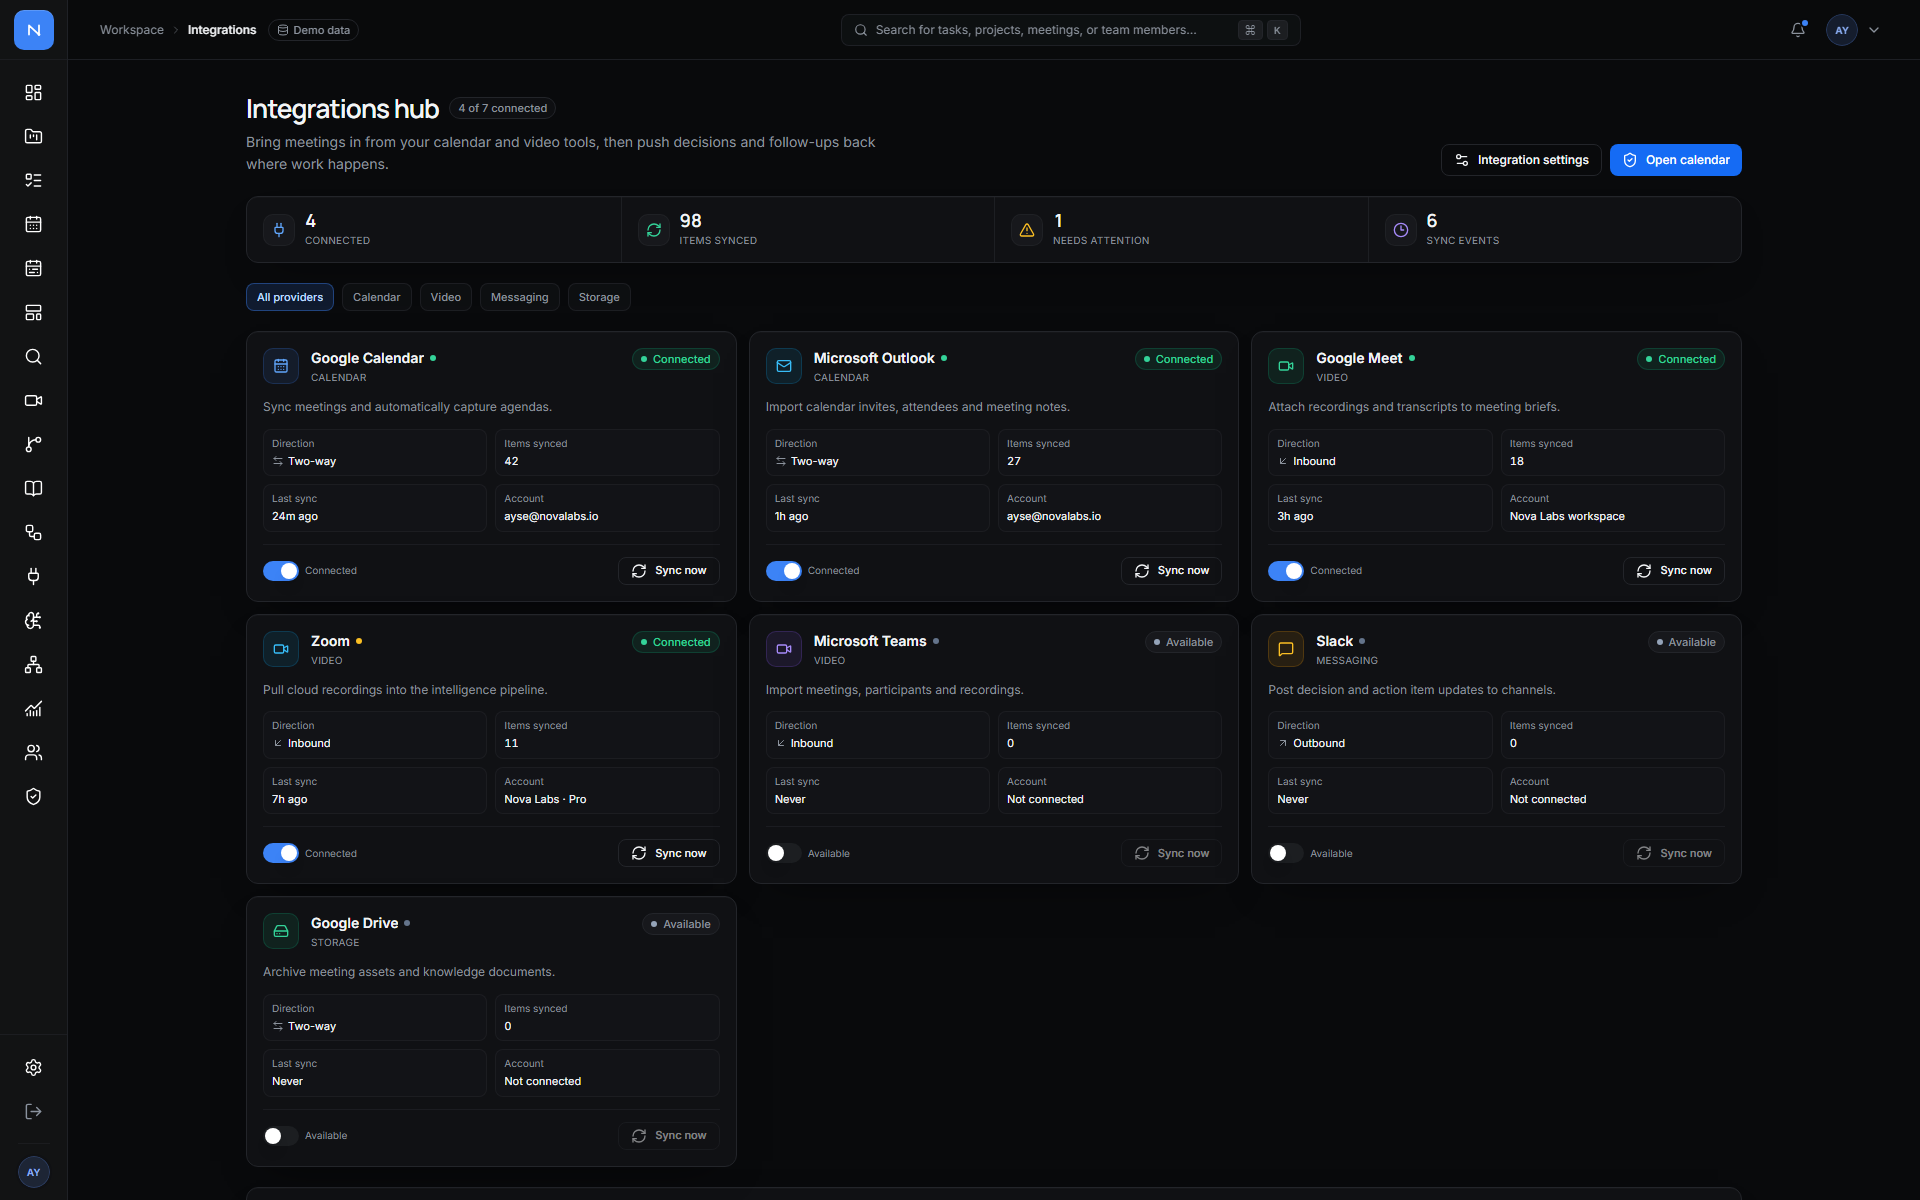 N
Workspace
Integrations
Demo data
Search for tasks, projects, meetings, or team members...
⌘ K
AY
Integrations hub
4 of 7 connected
Bring meetings in from your calendar and video tools, then push decisions and follow-ups back
where work happens.
Integration settings
Open calendar
4
CONNECTED
98
ITEMS SYNCED
1
NEEDS ATTENTION
6
SYNC EVENTS
All providers
Calendar
Video
Messaging
Storage
Google Calendar
CALENDAR
Connected
Sync meetings and automatically capture agendas.
Direction
Two-way
Items synced
42
Last sync
24m ago
Account
ayse@novalabs.io
Connected
Sync now
Microsoft Outlook
CALENDAR
Connected
Import calendar invites, attendees and meeting notes.
Direction
Two-way
Items synced
27
Last sync
1h ago
Account
ayse@novalabs.io
Connected
Sync now
Google Meet
VIDEO
Connected
Attach recordings and transcripts to meeting briefs.
Direction
Inbound
Items synced
18
Last sync
3h ago
Account
Nova Labs workspace
Connected
Sync now
Zoom
VIDEO
Connected
Pull cloud recordings into the intelligence pipeline.
Direction
Inbound
Items synced
11
Last sync
7h ago
Account
Nova Labs · Pro
Connected
Sync now
Microsoft Teams
VIDEO
Available
Import meetings, participants and recordings.
Direction
Inbound
Items synced
0
Last sync
Never
Account
Not connected
Available
Sync now
Slack
MESSAGING
Available
Post decision and action item updates to channels.
Direction
Outbound
Items synced
0
Last sync
Never
Account
Not connected
Available
Sync now
Google Drive
STORAGE
Available
Archive meeting assets and knowledge documents.
Direction
Two-way
Items synced
0
Last sync
Never
Account
Not connected
Available
Sync now
AY